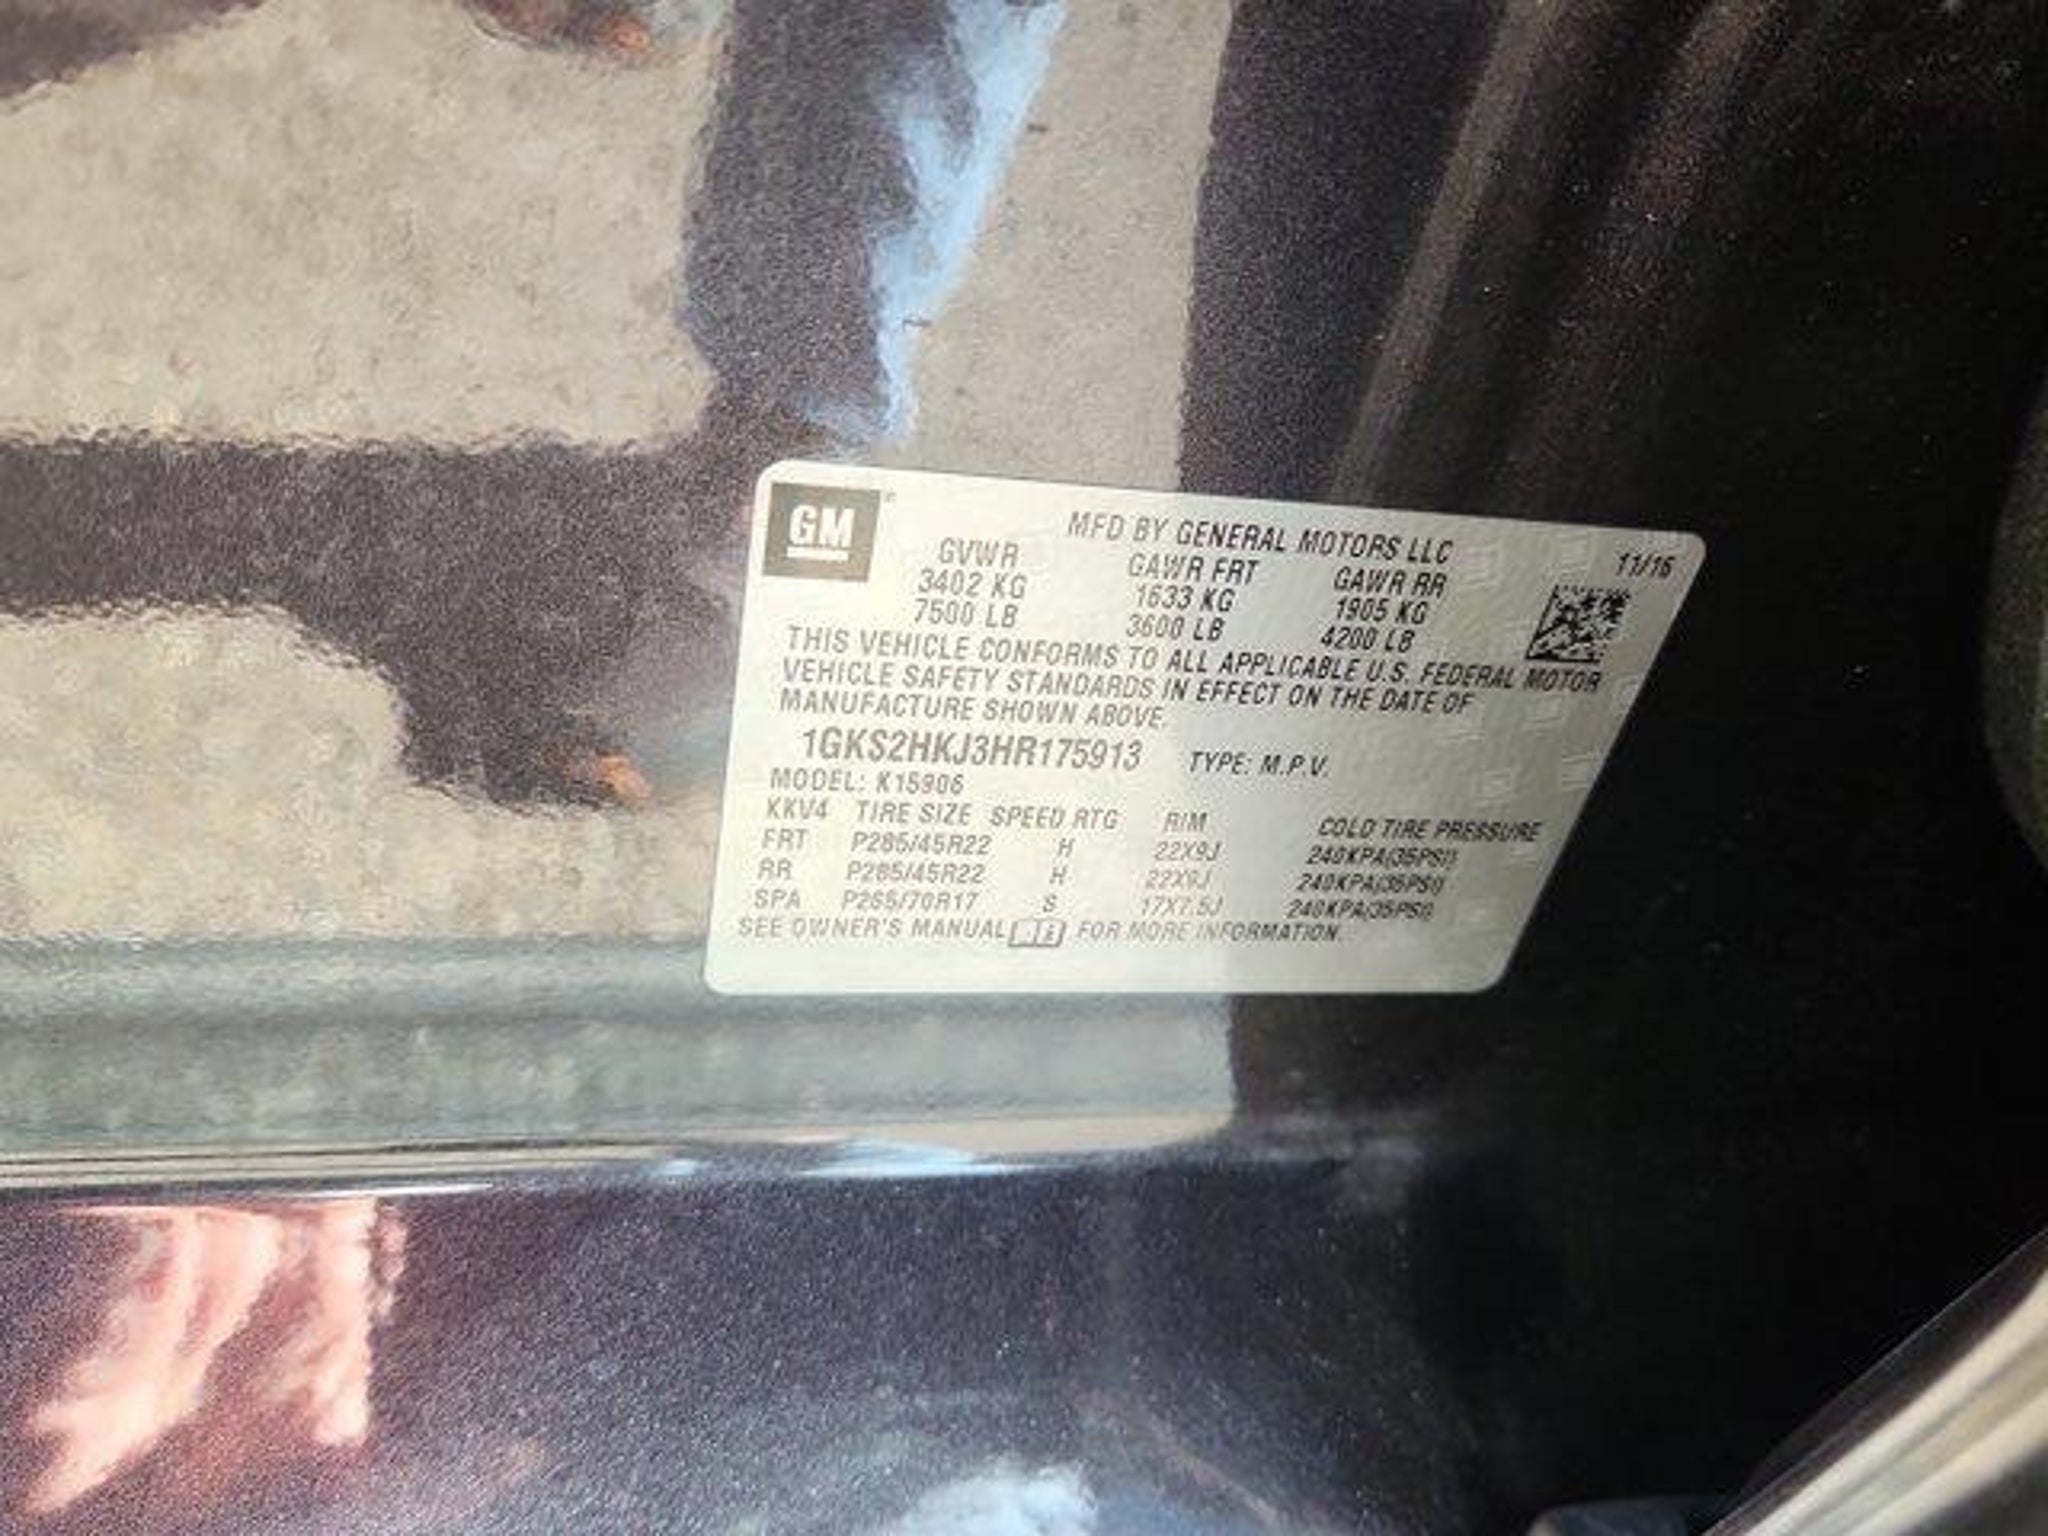 GM
MFD BY GENERAL MOTORS LLC
11/16
GVWR GAWR FRT GAWR RR
3402 KG 1633 KG 1905 KG
7500 LB 3600 LB 4200 LB
THIS VEHICLE CONFORMS TO ALL APPLICABLE U.S. FEDERAL MOTOR
VEHICLE SAFETY STANDARDS IN EFFECT ON THE DATE OF
MANUFACTURE SHOWN ABOVE.
1GKS2HKJ3HR175913 TYPE: M.P.V.
MODEL: K15906
KKV4 TIRE SIZE SPEED RTG RIM COLD TIRE PRESSURE
FRT P285/45R22 H 22X9J 240KPA(35PSI)
RR P285/45R22 H 22X9J 240KPA(35PSI)
SPA P265/70R17 S 17X7.5J 240KPA(35PSI)
SEE OWNER'S MANUAL FOR MORE INFORMATION.